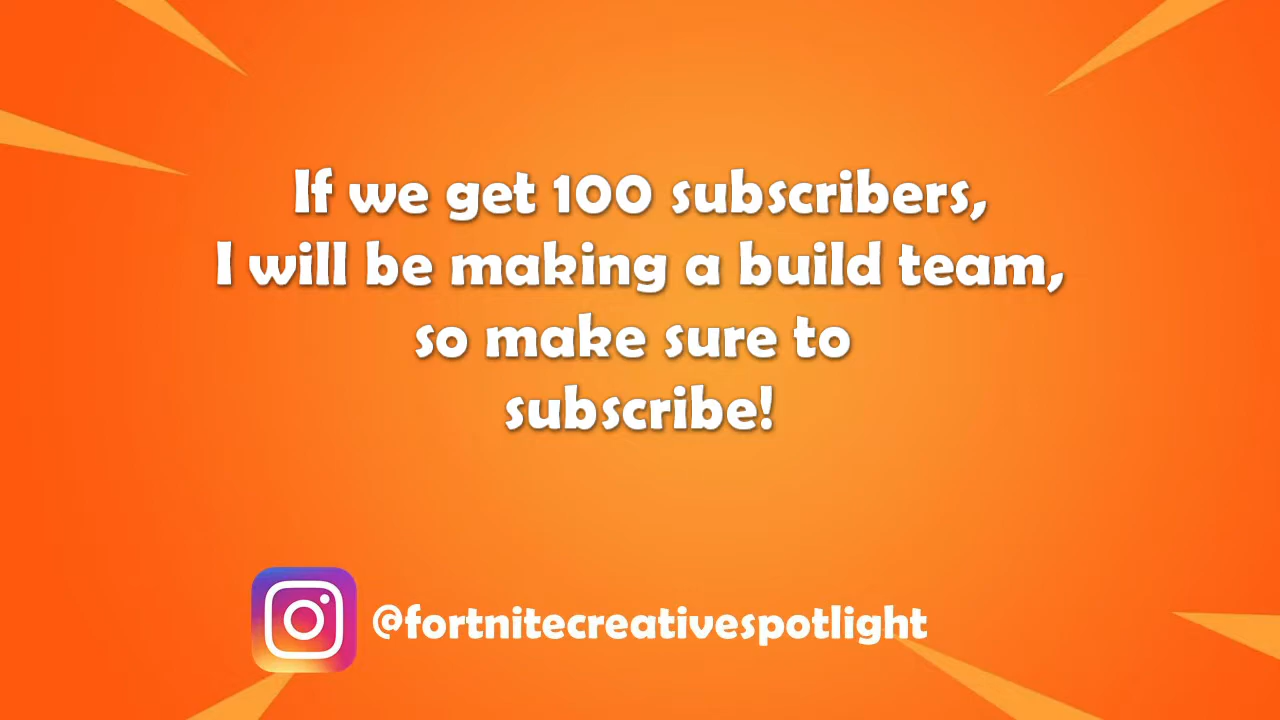 If we get 100 subscribers,
I will be making a build team,
so make sure to
subscribe!
@fortnitecreativespotlight